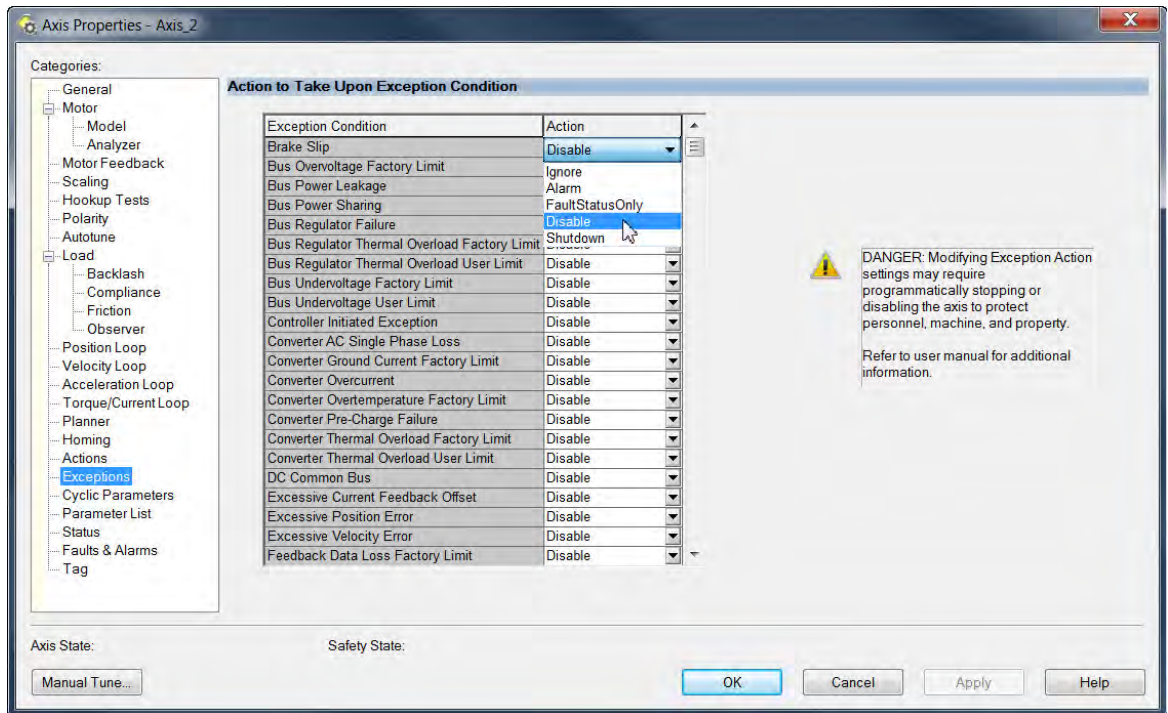 Axis Properties - Axis_2
X
Categories:
General
Motor
Model
Analyzer
Motor Feedback
Scaling
Hookup Tests
Polarity
Autotune
Load
Backlash
Compliance
Friction
Observer
Position Loop
Velocity Loop
Acceleration Loop
Torque/Current Loop
Planner
Homing
Actions
Exceptions
Cyclic Parameters
Parameter List
Status
Faults & Alarms
Tag
Action to Take Upon Exception Condition
Exception Condition Action
Brake Slip Disable
Bus Overvoltage Factory Limit
Bus Power Leakage
Bus Power Sharing
Bus Regulator Failure
Bus Regulator Thermal Overload Factory Limit
Ignore
Alarm
FaultStatusOnly
Disable
Shutdown
Bus Regulator Thermal Overload User Limit Disable
Bus Undervoltage Factory Limit Disable
Bus Undervoltage User Limit Disable
Controller Initiated Exception Disable
Converter AC Single Phase Loss Disable
Converter Ground Current Factory Limit Disable
Converter Overcurrent Disable
Converter Overtemperature Factory Limit Disable
Converter Pre-Charge Failure Disable
Converter Thermal Overload Factory Limit Disable
Converter Thermal Overload User Limit Disable
DC Common Bus Disable
Excessive Current Feedback Offset Disable
Excessive Position Error Disable
Excessive Velocity Error Disable
Feedback Data Loss Factory Limit Disable
DANGER: Modifying Exception Action
settings may require
programmatically stopping or
disabling the axis to protect
personnel, machine, and property.
Refer to user manual for additional
information.
Axis State:
Safety State:
Manual Tune...
OK
Cancel
Apply
Help